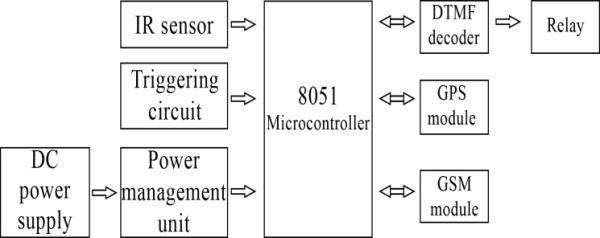 IR sensor
Triggering
circuit
DC
power
supply
Power
management
unit
8051
Microcontroller
DTMF
decoder
Relay
GPS
module
GSM
module